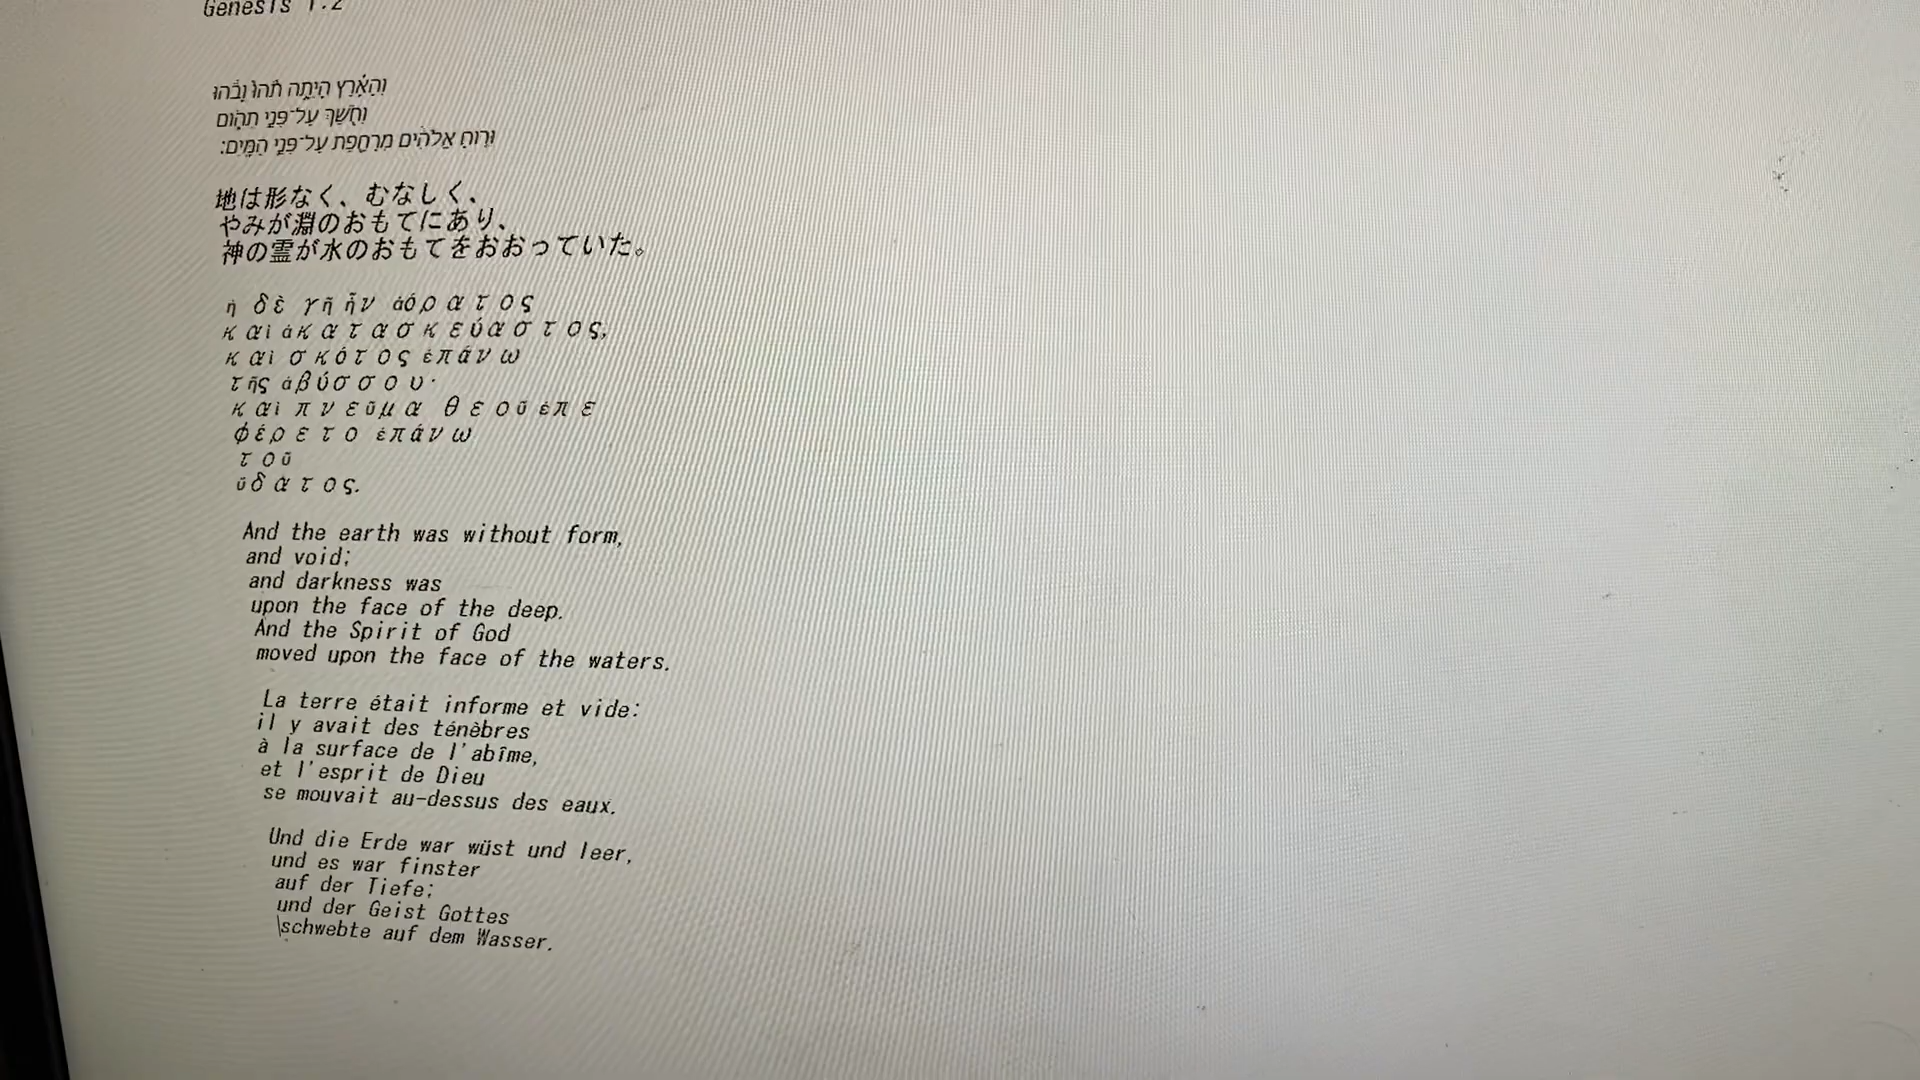 Genesis 1:2
וְהָאָ֗רֶץ הָיְתָ֥ה תֹ֙הוּ֙ וָבֹ֔הוּ
וְחֹ֖שֶׁךְ עַל־פְּנֵ֣י תְה֑וֹם
וְר֣וּחַ אֱלֹהִ֔ים מְרַחֶ֖פֶת עַל־פְּנֵ֥י הַמָּֽיִם׃
地は形なく、むなしく、
やみが淵のおもてにあり、
神の霊が水のおもてをおおっていた。
ἡ δὲ γῆ ἦν ἀόρατος
καὶ ἀκατασκεύαστος,
καὶ σκότος ἐπάνω
τῆς ἀβύσσου·
καὶ πνεῦμα θεοῦ ἐπε
φέρετο ἐπάνω
τοῦ
ὕδατος.
And the earth was without form,
and void;
and darkness was
upon the face of the deep.
And the Spirit of God
moved upon the face of the waters.
La terre était informe et vide:
il y avait des ténèbres
à la surface de l'abîme,
et l'esprit de Dieu
se mouvait au-dessus des eaux.
Und die Erde war wüst und leer,
und es war finster
auf der Tiefe;
und der Geist Gottes
schwebte auf dem Wasser.